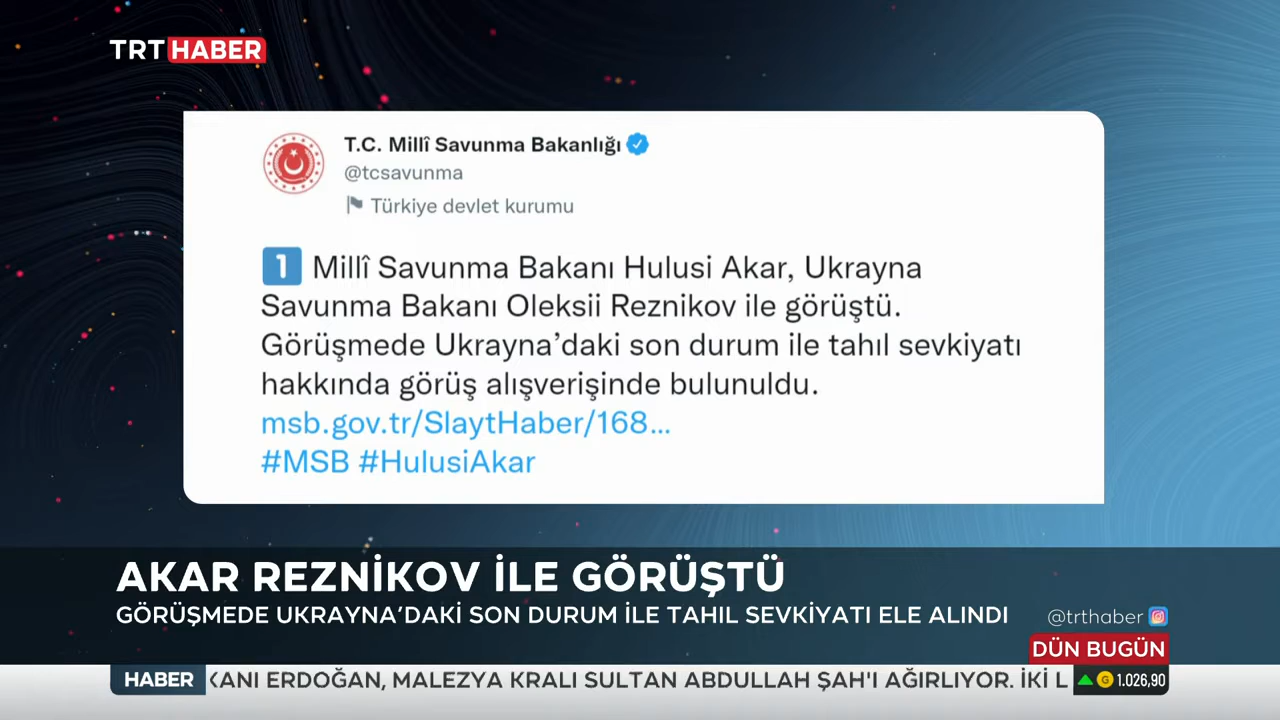 TRT HABER
T.C. Millî Savunma Bakanlığı
@tcsavunma
Türkiye devlet kurumu
1 Millî Savunma Bakanı Hulusi Akar, Ukrayna
Savunma Bakanı Oleksii Reznikov ile görüştü.
Görüşmede Ukrayna’daki son durum ile tahıl sevkiyatı
hakkında görüş alışverişinde bulunuldu.
msb.gov.tr/SlaytHaber/168...
#MSB #HulusiAkar
AKAR REZNİKOV İLE GÖRÜŞTÜ
GÖRÜŞMEDE UKRAYNA’DAKİ SON DURUM İLE TAHIL SEVKİYATI ELE ALINDI
@trthaber
DÜN BUGÜN
HABER KANI ERDOĞAN, MALEZYA KRALI SULTAN ABDULLAH ŞAH'I AĞIRLIYOR. İKİ L
G 1.026,90